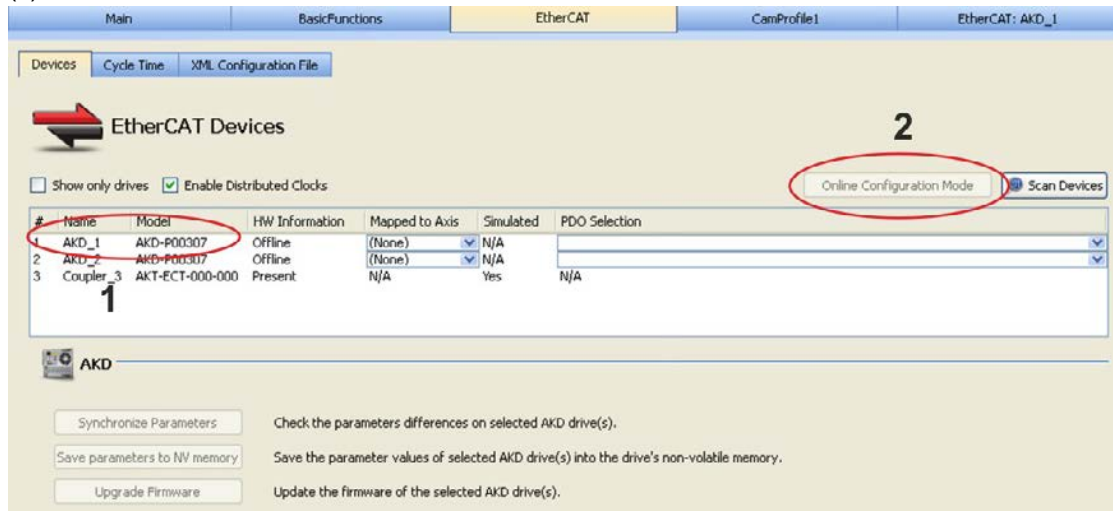 Main BasicFunctions EtherCAT CamProfile1 EtherCAT: AKD_1
Devices Cycle Time XML Configuration File
EtherCAT Devices
2
Show only drives Enable Distributed Clocks Online Configuration Mode Scan Devices
# Name Model HW Information Mapped to Axis Simulated PDO Selection
1 AKD_1 AKD-P00307 Offline (None) N/A
2 AKD_2 AKD-P00307 Offline (None) N/A
3 Coupler_3 AKT-ECT-000-000 Present N/A Yes N/A
1
AKD
Synchronize Parameters Check the parameters differences on selected AKD drive(s).
Save parameters to NV memory Save the parameter values of selected AKD drive(s) into the drive's non-volatile memory.
Upgrade Firmware Update the firmware of the selected AKD drive(s).